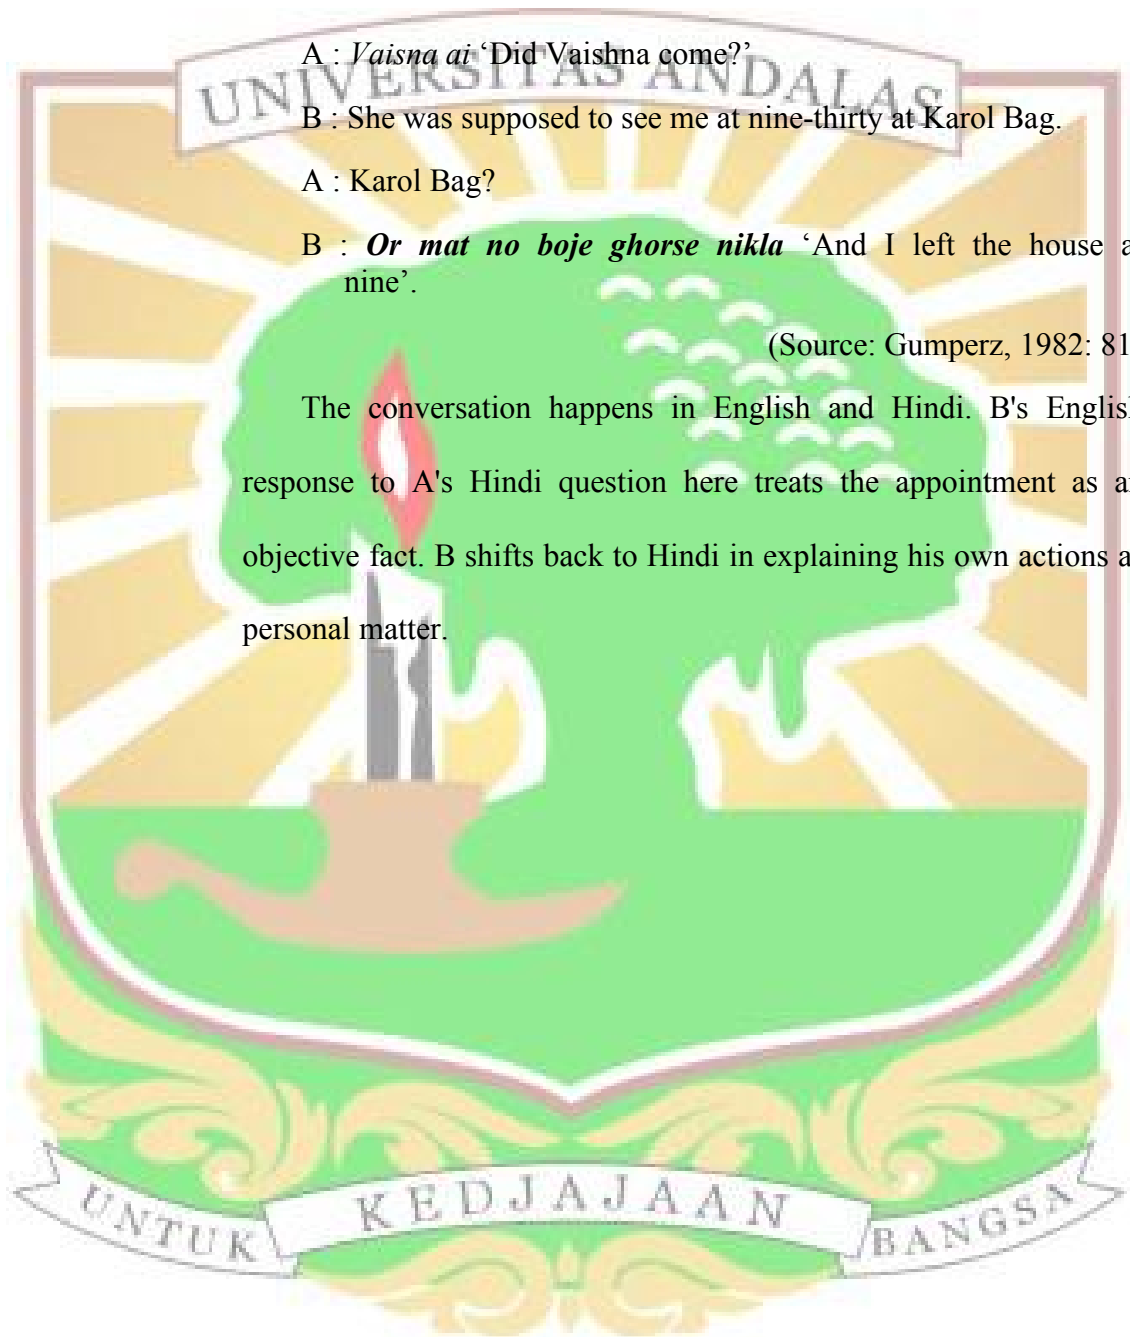 A : Vaisna ai ‘Did Vaishna come?’
UNIVERSITAS ANDALAS
B : She was supposed to see me at nine-thirty at Karol Bag.
A : Karol Bag?
B : Or mat no boje ghorse nikla ‘And I left the house a
nine’.
(Source: Gumperz, 1982: 81
The conversation happens in English and Hindi. B's Englis
response to A's Hindi question here treats the appointment as a
objective fact. B shifts back to Hindi in explaining his own actions a
personal matter.
UNTUK KEDJAJAAN BANGSA